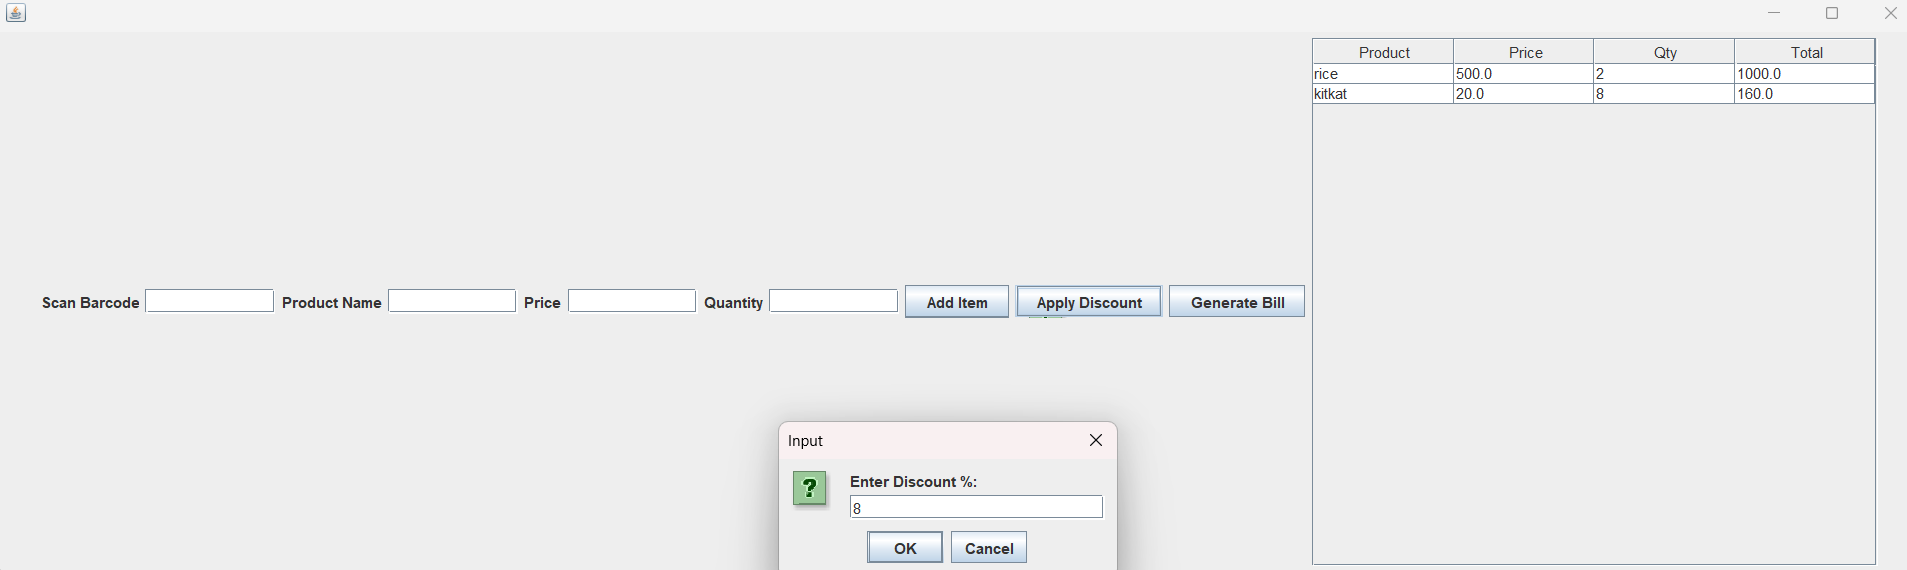 Product Price Qty Total
rice 500.0 2 1000.0
kitkat 20.0 8 160.0
Scan Barcode Product Name Price Quantity Add Item Apply Discount Generate Bill
Input
?
Enter Discount %:
8
OK Cancel